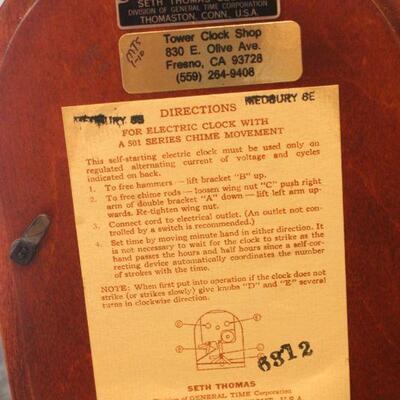 SETH THOMAS
DIVISION OF GENERAL TIME CORPORATION
THOMASTON, CONN., U.S.A.
MTS
1-10
Tower Clock Shop
830 E. Olive Ave.
Fresno, CA 93728
(559) 264-9408
MEDBURY 6E
DIRECTIONS
FOR ELECTRIC CLOCK WITH
A 501 SERIES CHIME MOVEMENT
This self-starting electric clock must be used only on
regulated alternating current of voltage and cycles
indicated on back.
1. To free hammers — lift bracket "B" up.
2. To free chime rods — loosen wing nut "C" push right
arm of double bracket "A" down — lift left arm up-
wards. Re-tighten wing nut.
3. Connect cord to electrical outlet. (An outlet not con-
trolled by a switch is recommended.)
4. Set time by moving minute hand in either direction. It
is not necessary to wait for the clock to strike as the
hand passes the hours and half hours since a self-cor-
recting device automatically coordinates the number
of strokes with the time.
NOTE: When first put into operation if the clock does not
strike (or strikes slowly) give knobs "D" and "E" several
turns in clockwise direction.
6312
SETH THOMAS
Division of GENERAL TIME Corporation
U.S.A.